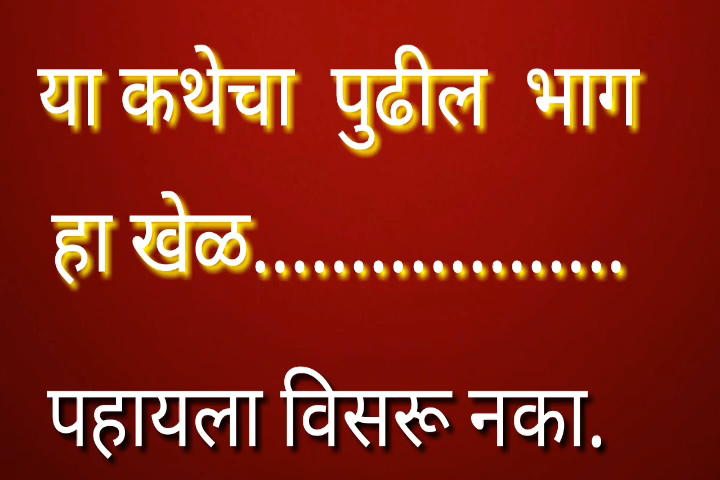 या कथेचा पुढील भाग
हा खेळ...................
पहायला विसरू नका.